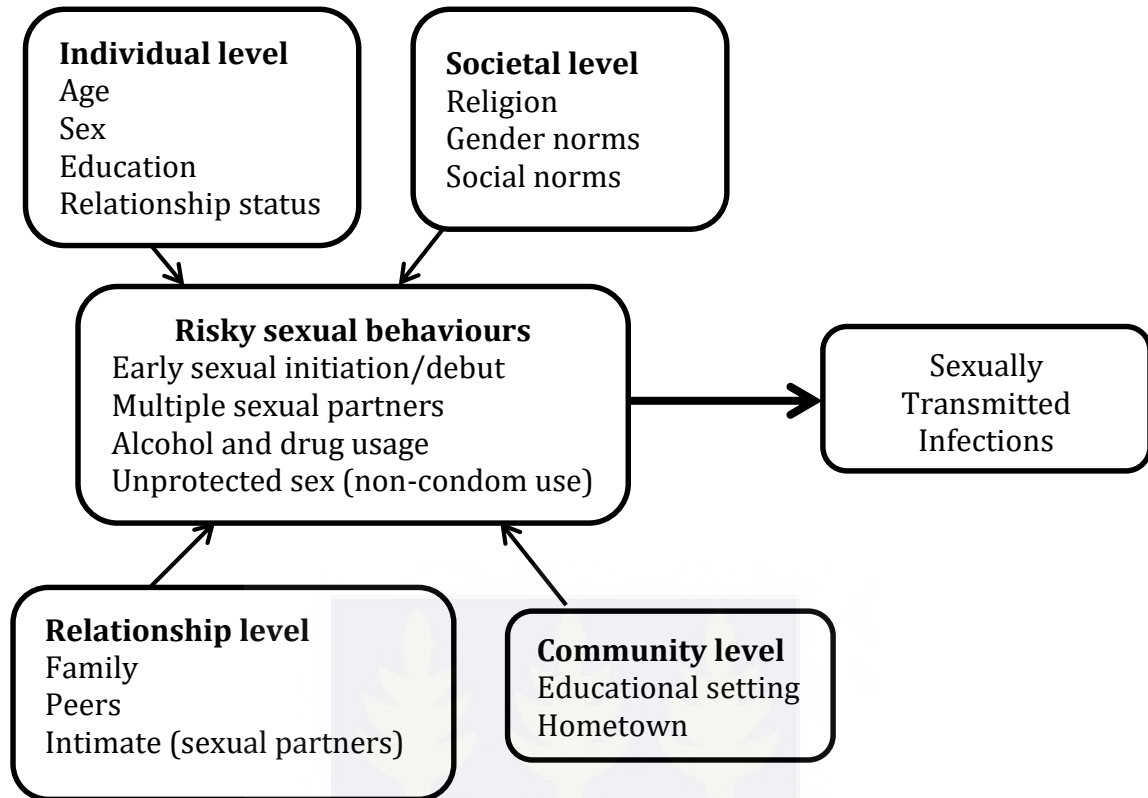 Individual level
Age
Sex
Education
Relationship status
Societal level
Religion
Gender norms
Social norms
Risky sexual behaviours
Early sexual initiation/debut
Multiple sexual partners
Alcohol and drug usage
Unprotected sex (non-condom use)
Sexually
Transmitted
Infections
Relationship level
Family
Peers
Intimate (sexual partners)
Community level
Educational setting
Hometown